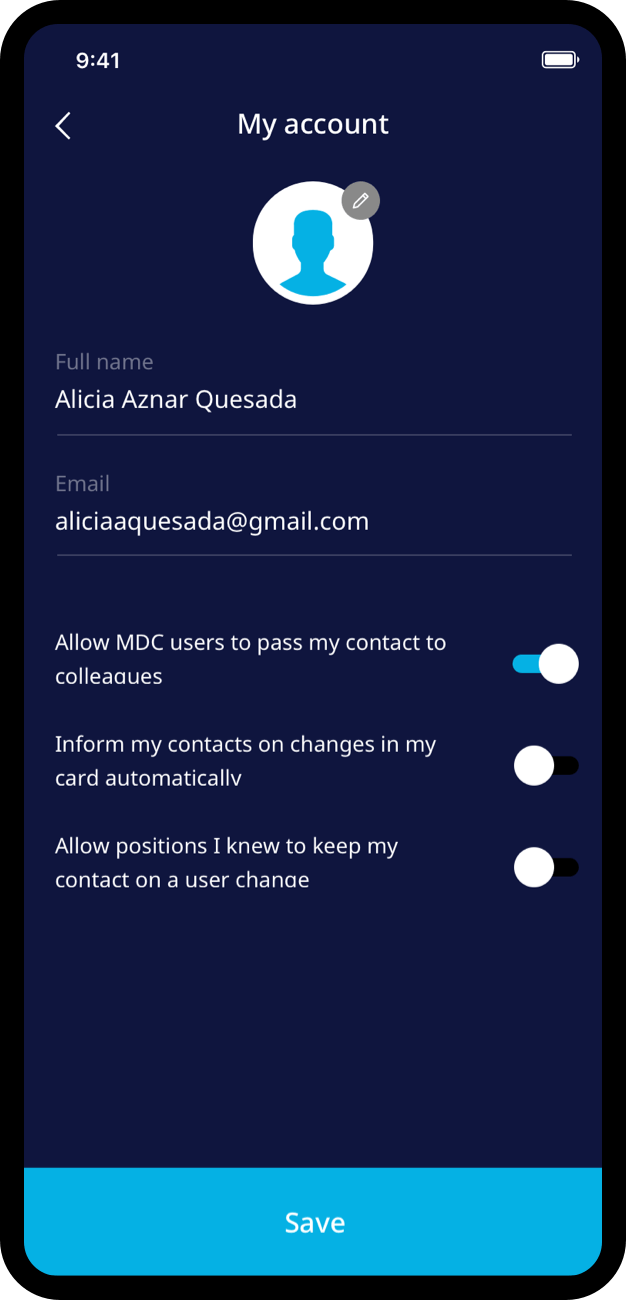 9:41
My account
Full name
Alicia Aznar Quesada
Email
aliciaaquesada@gmail.com
Allow MDC users to pass my contact to
colleagues
Inform my contacts on changes in my
card automatically
Allow positions I knew to keep my
contact on a user change
Save